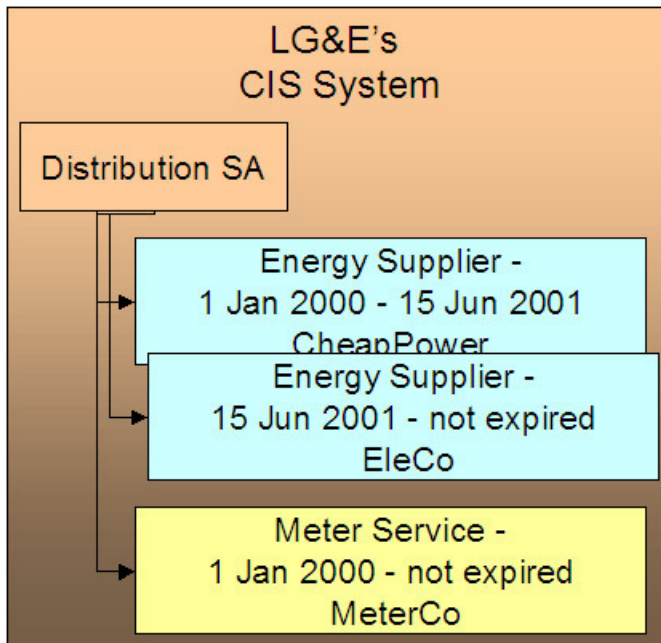 LG&E's
CIS System
Distribution SA
Energy Supplier -
1 Jan 2000 - 15 Jun 2001
CheapPower
Energy Supplier -
15 Jun 2001 - not expired
EleCo
Meter Service -
1 Jan 2000 - not expired
MeterCo